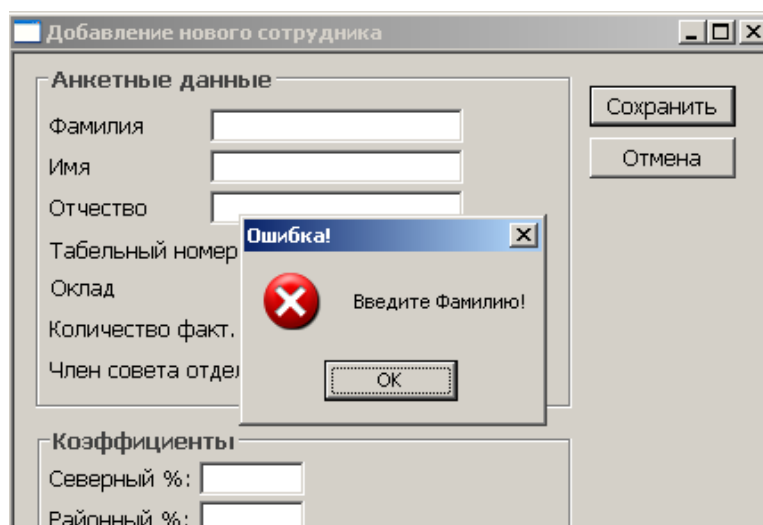 Добавление нового сотрудника
Анкетные данные
Фамилия
Сохранить
Имя
Отмена
Отчество
Ошибка!
Табельный номер
Оклад
Введите Фамилию!
Количество факт.
Член совета отдел
OK
Коэффициенты
Северный %:
Районный %: